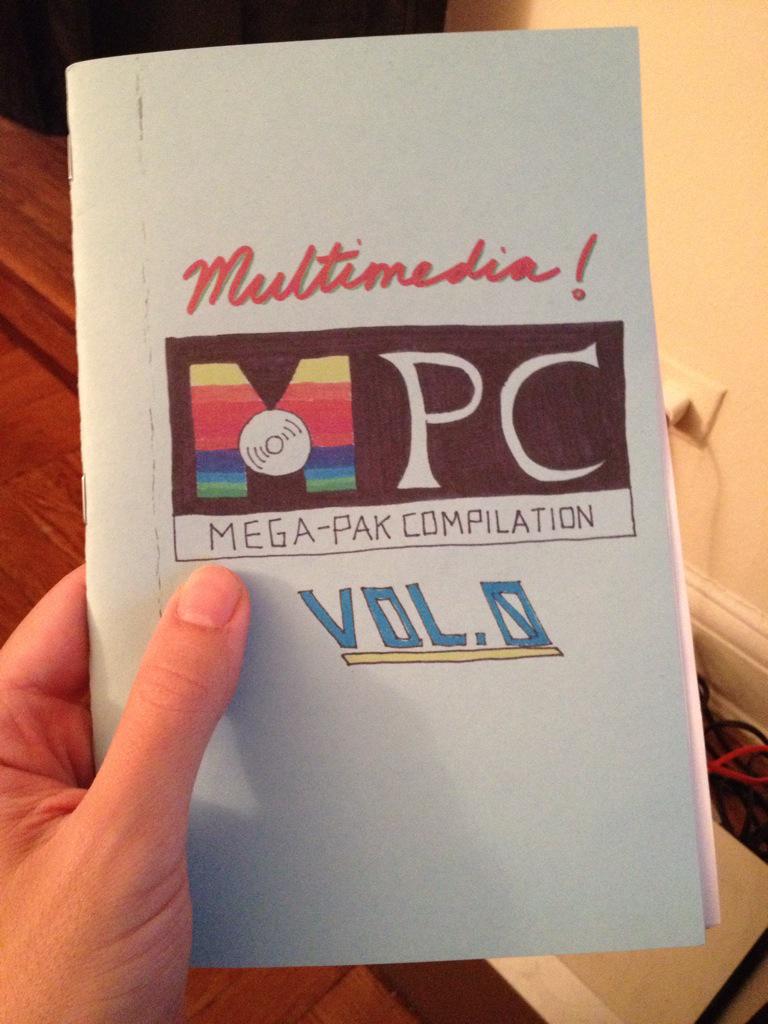 Multimedia!
MPC
MEGA-PAK COMPILATION
VOL.0